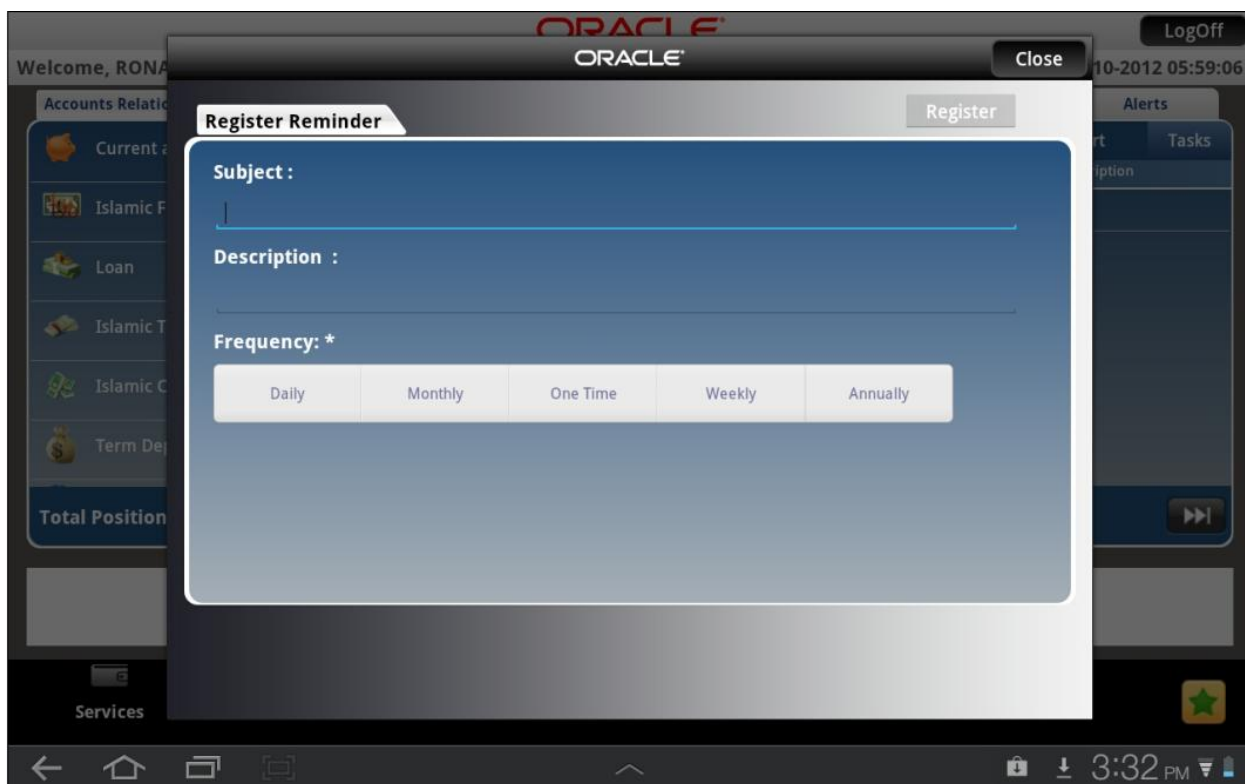 ORACLE
LogOff
ORACLE
Close
Welcome, RONA
10-2012 05:59:06
Accounts Relatio
Alerts
Register Reminder
Register
Current a
rt
Tasks
Subject :
iption
Islamic F
Description :
Loan
Islamic T
Frequency: *
Daily
Monthly
One Time
Weekly
Annually
Islamic C
Term Dep
Total Position
Services
3:32 PM